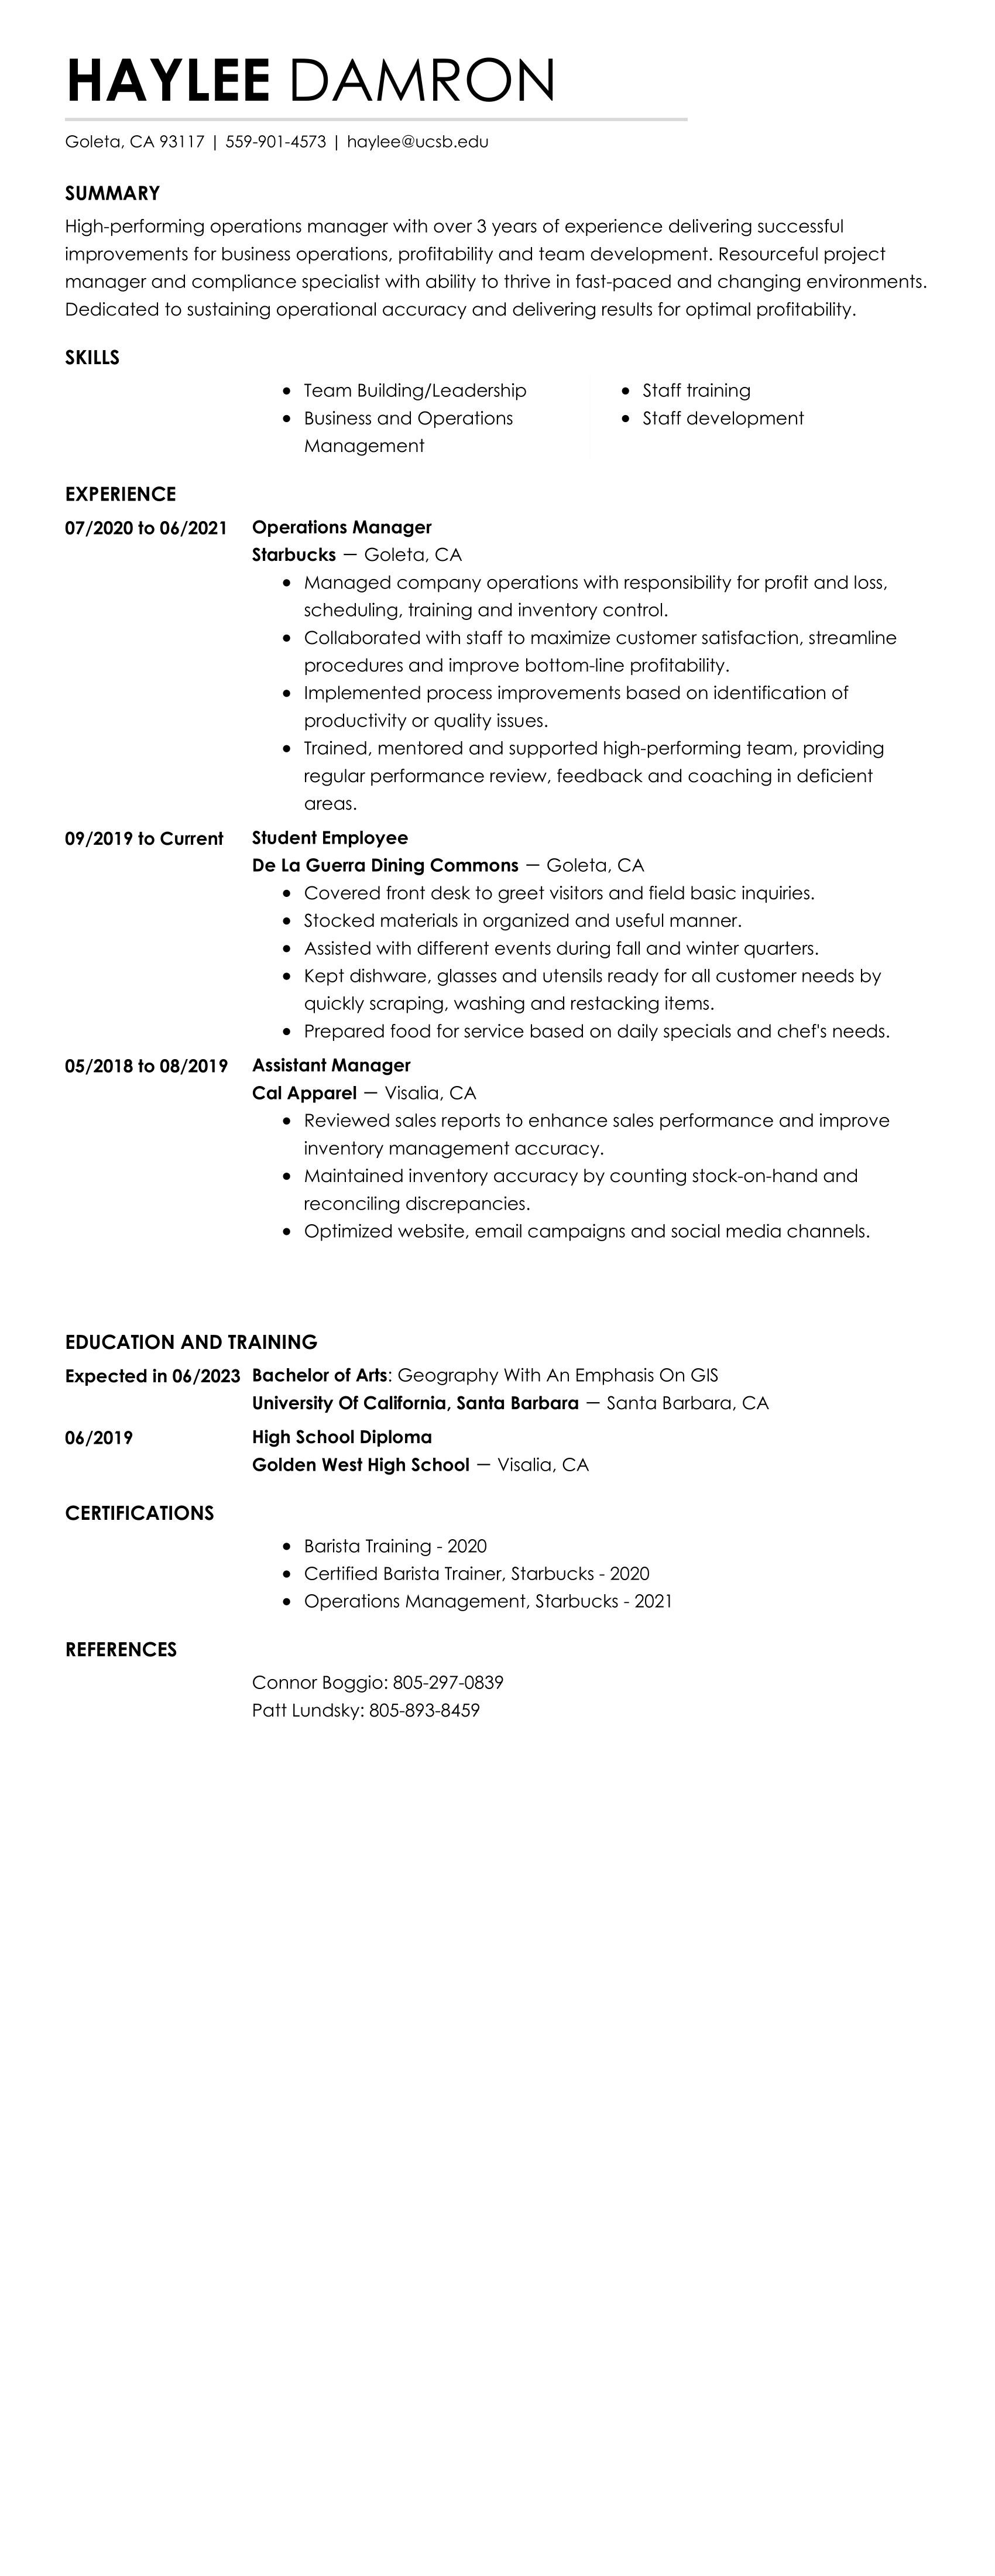 HAYLEE DAMRON
Goleta, CA 93117 | 559-901-4573 | haylee@ucsb.edu
SUMMARY
High-performing operations manager with over 3 years of experience delivering successful
improvements for business operations, profitability and team development. Resourceful project
manager and compliance specialist with ability to thrive in fast-paced and changing environments.
Dedicated to sustaining operational accuracy and delivering results for optimal profitability.
SKILLS
• Team Building/Leadership
• Business and Operations
Management
• Staff training
• Staff development
EXPERIENCE
07/2020 to 06/2021 Operations Manager
Starbucks — Goleta, CA
• Managed company operations with responsibility for profit and loss,
scheduling, training and inventory control.
• Collaborated with staff to maximize customer satisfaction, streamline
procedures and improve bottom-line profitability.
• Implemented process improvements based on identification of
productivity or quality issues.
• Trained, mentored and supported high-performing team, providing
regular performance review, feedback and coaching in deficient
areas.
09/2019 to Current Student Employee
De La Guerra Dining Commons — Goleta, CA
• Covered front desk to greet visitors and field basic inquiries.
• Stocked materials in organized and useful manner.
• Assisted with different events during fall and winter quarters.
• Kept dishware, glasses and utensils ready for all customer needs by
quickly scraping, washing and restacking items.
• Prepared food for service based on daily specials and chef's needs.
05/2018 to 08/2019 Assistant Manager
Cal Apparel — Visalia, CA
• Reviewed sales reports to enhance sales performance and improve
inventory management accuracy.
• Maintained inventory accuracy by counting stock-on-hand and
reconciling discrepancies.
• Optimized website, email campaigns and social media channels.
EDUCATION AND TRAINING
Expected in 06/2023 Bachelor of Arts: Geography With An Emphasis On GIS
University Of California, Santa Barbara — Santa Barbara, CA
06/2019 High School Diploma
Golden West High School — Visalia, CA
CERTIFICATIONS
• Barista Training - 2020
• Certified Barista Trainer, Starbucks - 2020
• Operations Management, Starbucks - 2021
REFERENCES
Connor Boggio: 805-297-0839
Patt Lundsky: 805-893-8459